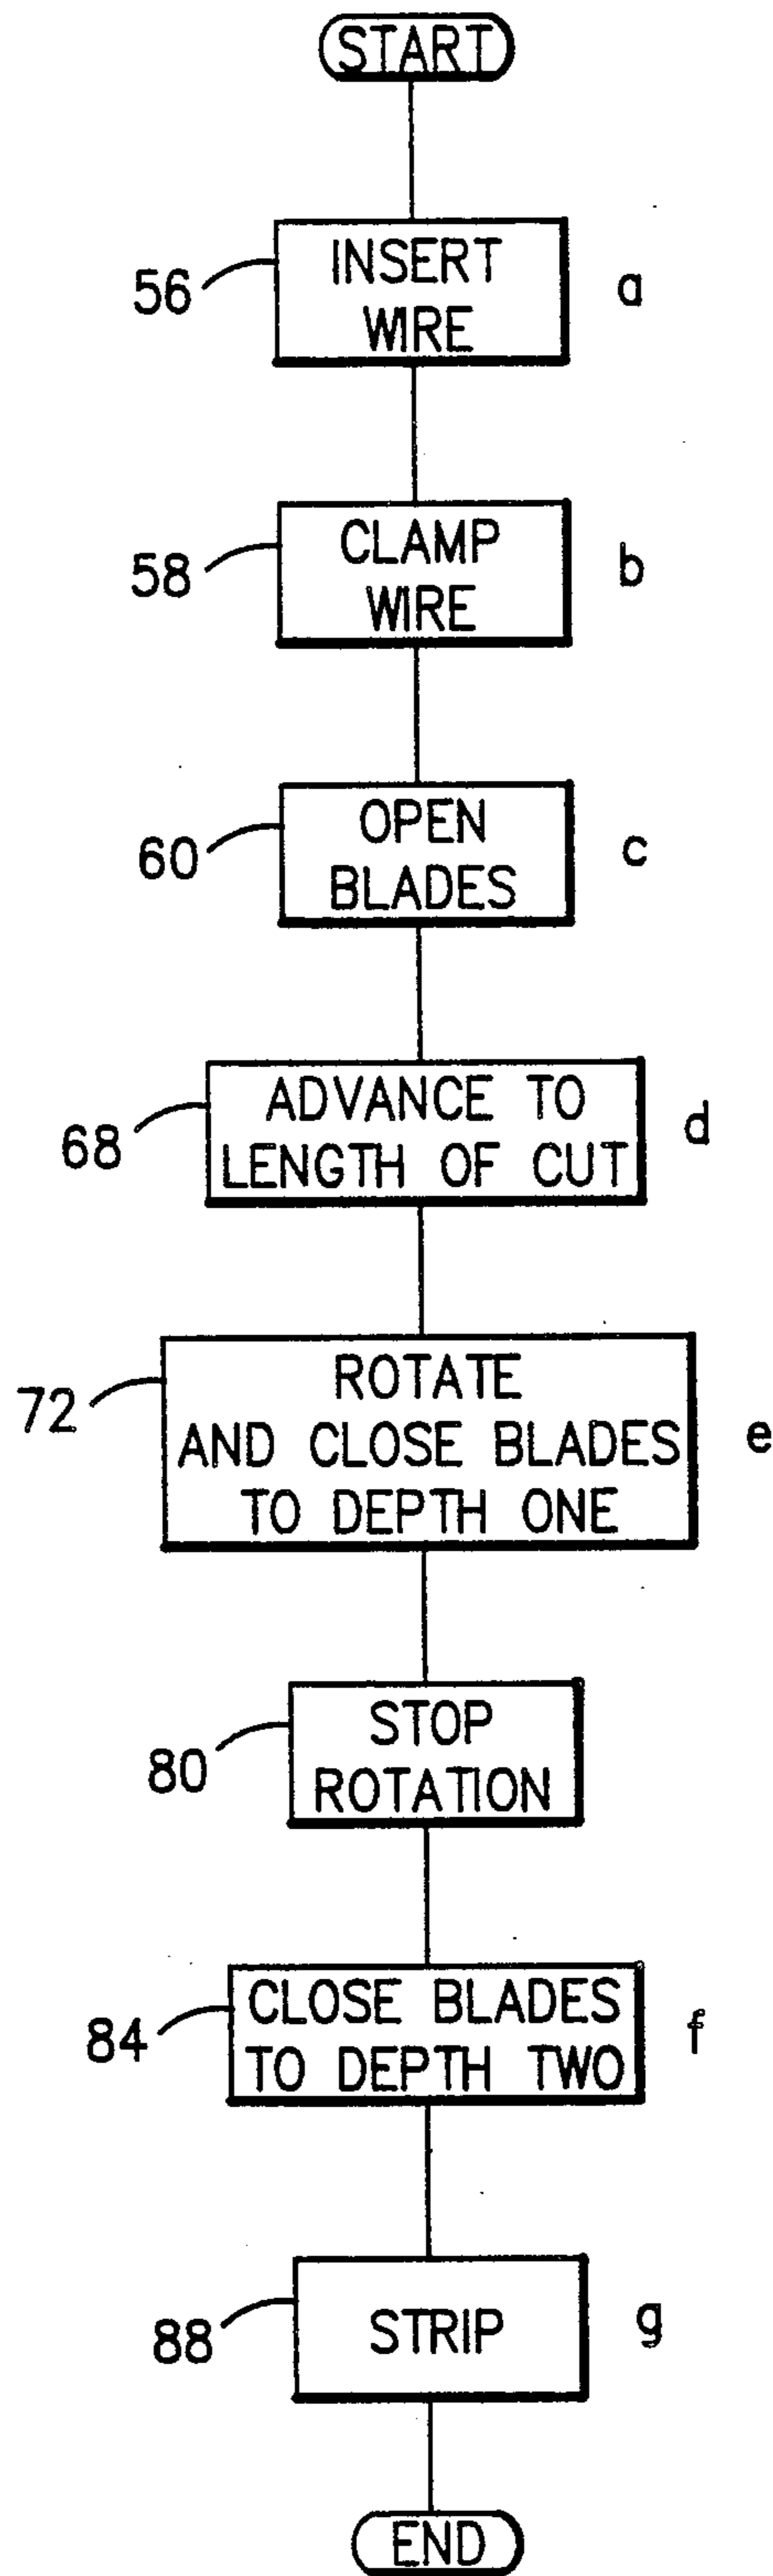 START
56
INSERT
WIRE
a
58
CLAMP
WIRE
b
60
OPEN
BLADES
c
68
ADVANCE TO
LENGTH OF CUT
d
72
ROTATE
AND CLOSE BLADES
TO DEPTH ONE
e
80
STOP
ROTATION
84
CLOSE BLADES
TO DEPTH TWO
f
88
STRIP
g
END